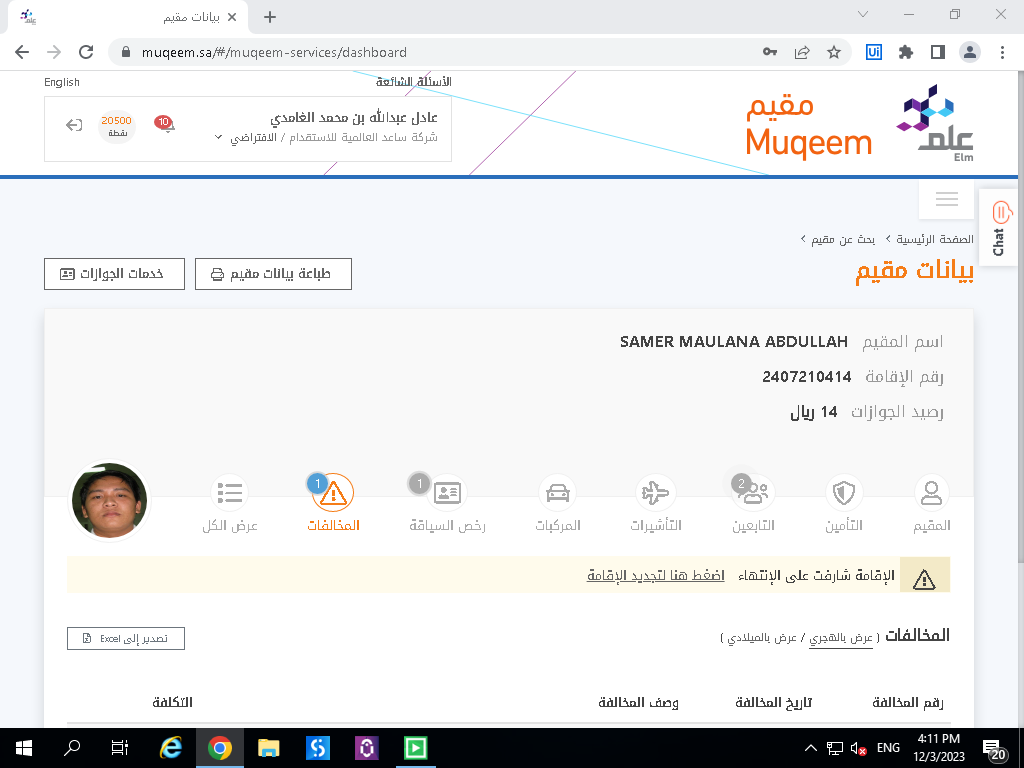 بيانات مقيم
muqeem.sa/#/muqeem-services/dashboard
English
الأسئلة الشائعة
عادل عبدالله بن محمد الغامدي
شركة ساعد العالمية للاستقدام / الافتراضي
10
20500
نقطة
مقيم
Muqeem
علم
Elm
Chat
الصفحة الرئيسية > بحث عن مقيم >
بيانات مقيم
طباعة بيانات مقيم
خدمات الجوازات
اسم المقيم SAMER MAULANA ABDULLAH
رقم الإقامة 2407210414
رصيد الجوازات 14 ريال
2
1
1
المقيم
التأمين
التابعين
التأشيرات
المركبات
رخص السياقة
المخالفات
عرض الكل
الإقامة شارفت على الإنتهاء اضغط هنا لتجديد الإقامة
المخالفات ( عرض بالهجري / عرض بالميلادي )
تصدير إلى Excel
رقم المخالفة تاريخ المخالفة وصف المخالفة التكلفة
Ui
ENG
4:11 PM
12/3/2023
20